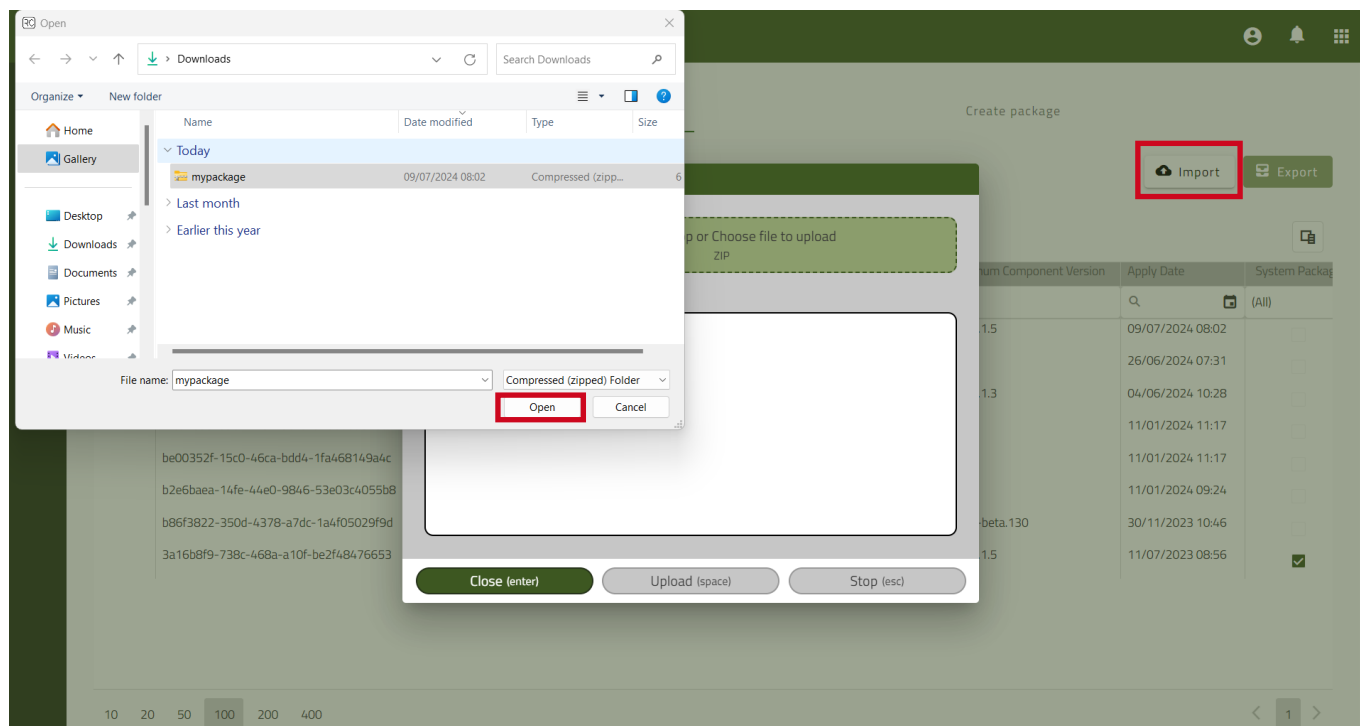 Open
Downloads
Search Downloads
Organize
New folder
Home
Gallery
Desktop
Downloads
Documents
Pictures
Music
Videos
Name
Date modified
Type
Size
Today
mypackage
09/07/2024 08:02
Compressed (zipp...
6
Last month
Earlier this year
File name:
mypackage
Compressed (zipped) Folder
Open
Cancel
Create package
Import
Export
p or Choose file to upload
ZIP
num Component Version
Apply Date
System Packag
(All)
.1.5
09/07/2024 08:02
26/06/2024 07:31
.1.3
04/06/2024 10:28
11/01/2024 11:17
be00352f-15c0-46ca-bdd4-1fa468149a4c
11/01/2024 11:17
b2e6baea-14fe-44e0-9846-53e03c4055b8
11/01/2024 09:24
b86f3822-350d-4378-a7dc-1a4f05029f9d
-beta.130
30/11/2023 10:46
3a16b8f9-738c-468a-a10f-be2f48476653
.1.5
11/07/2023 08:56
Close (enter)
Upload (space)
Stop (esc)
10
20
50
100
200
400
1